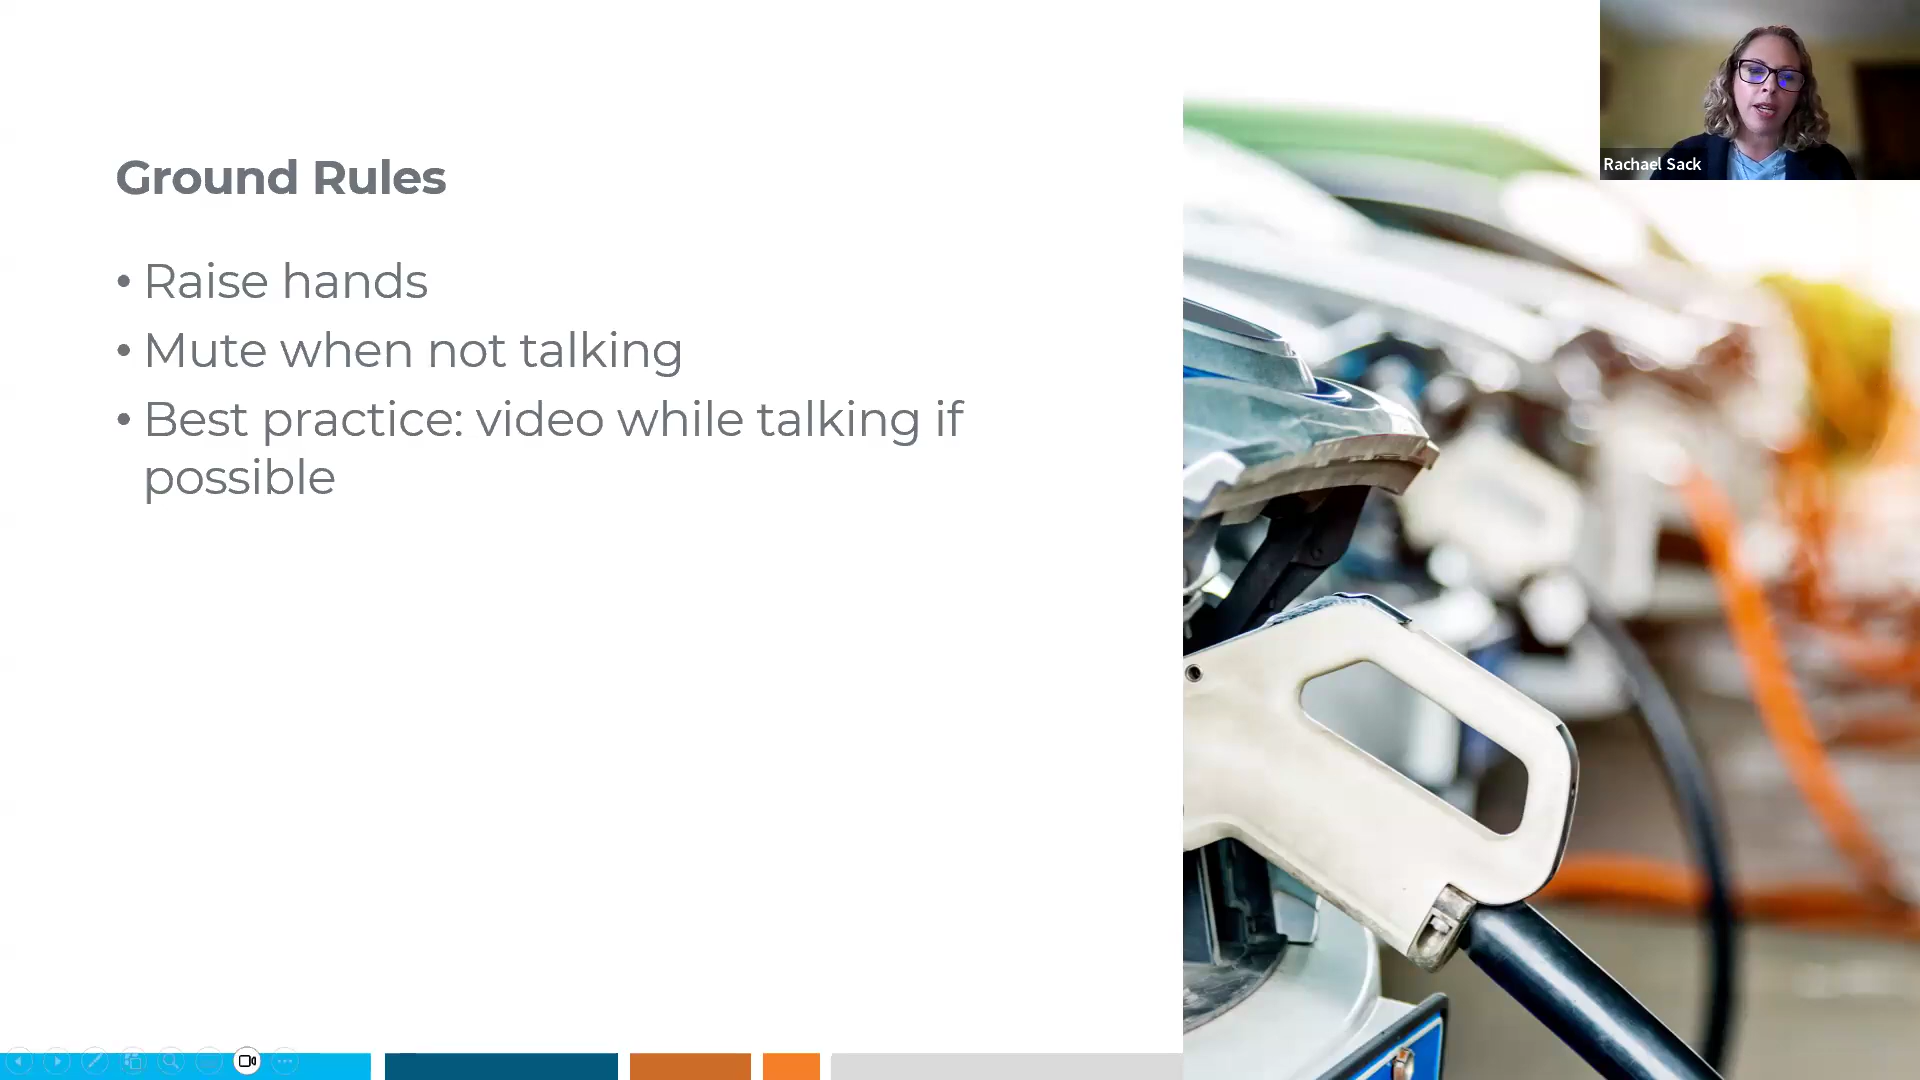 Ground Rules
• Raise hands
• Mute when not talking
• Best practice: video while talking if
possible
Rachael Sack